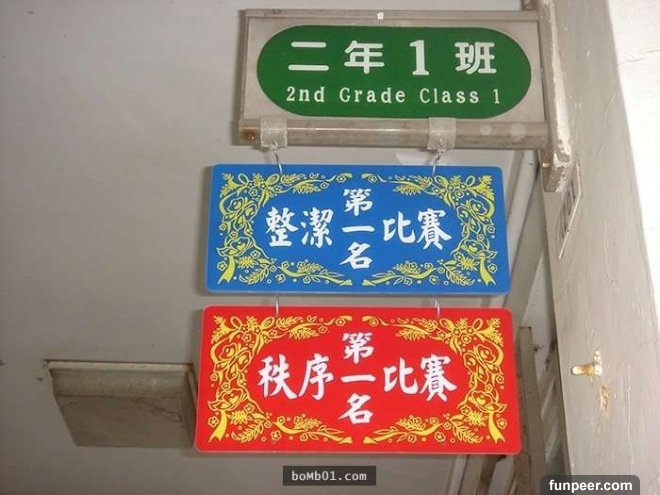 二年1班
2nd Grade Class 1
整潔比賽
第一名
秩序比賽
第一名
boMb01.com
funpeer.com